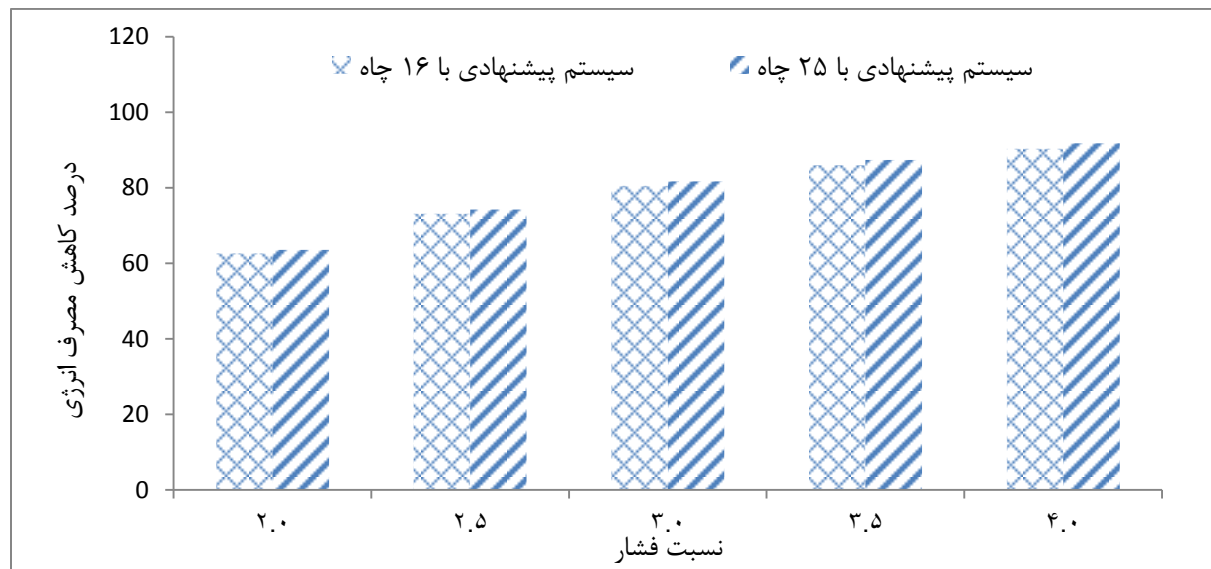 120
سیستم پیشنهادی با ۱۶ چاه
سیستم پیشنهادی با ۲۵ چاه
100
80
60
40
20
0
درصد کاهش مصرف انرژی
۲.۰ ۲.۵ ۳.۰ ۳.۵ ۴.۰
نسبت فشار